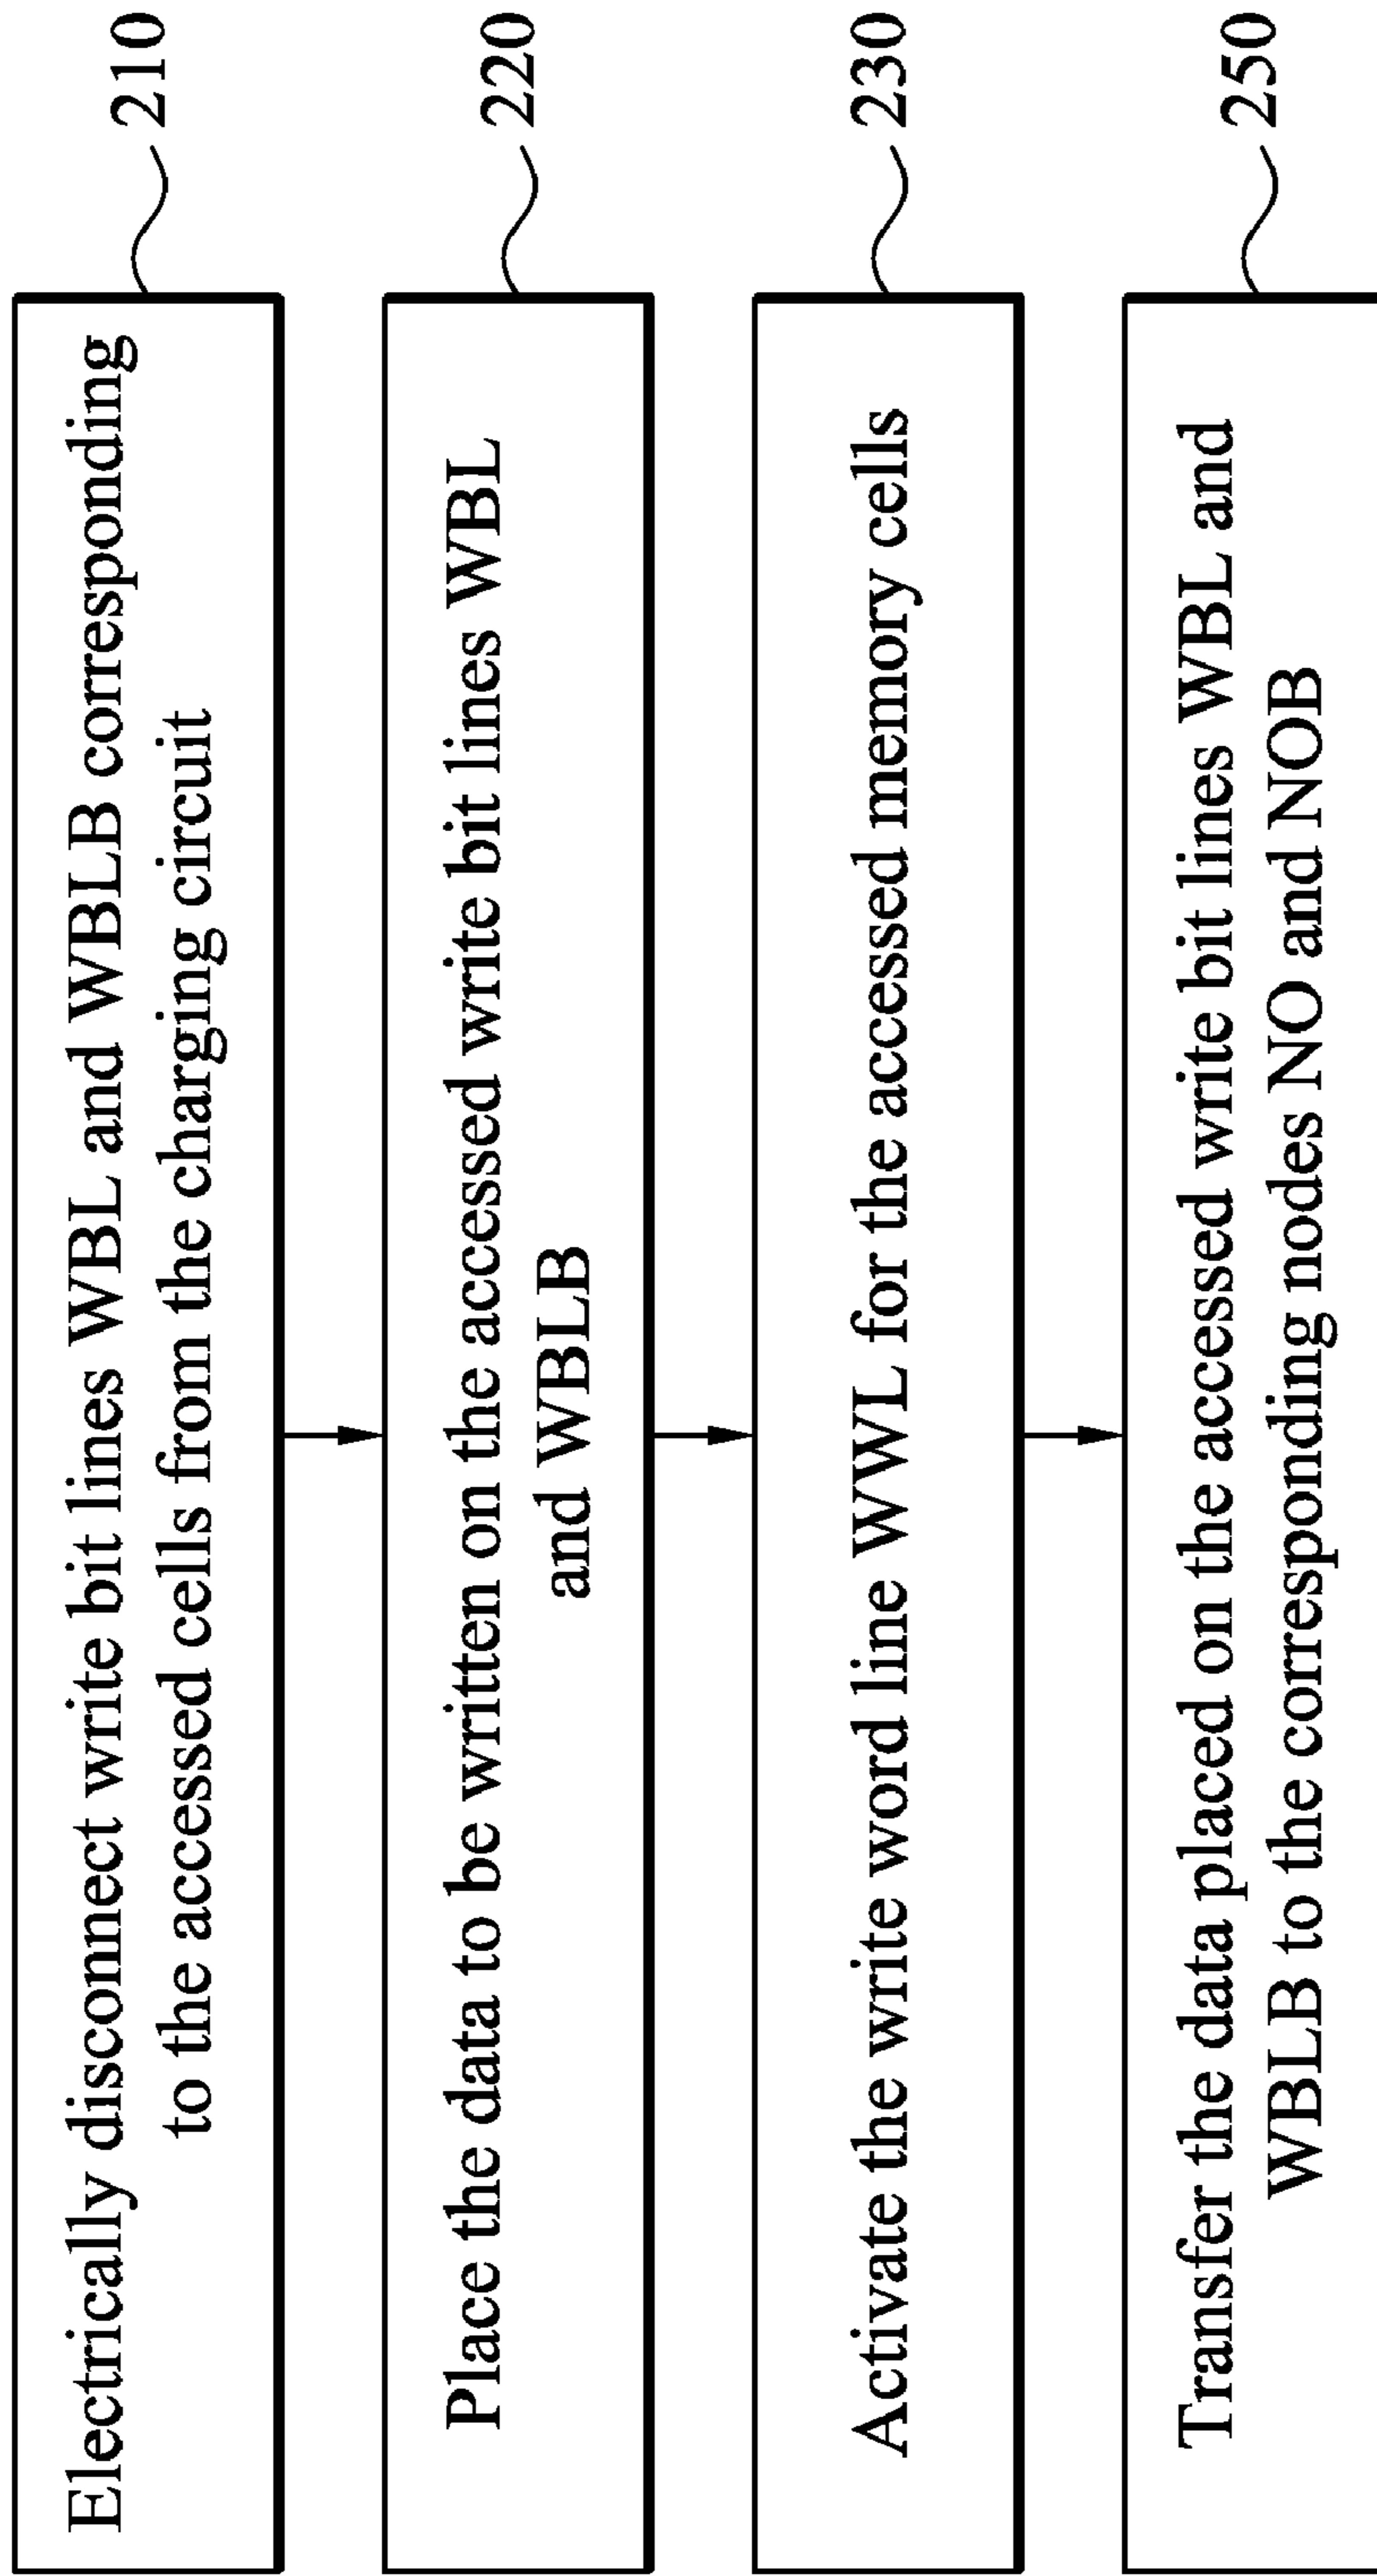 Electrically disconnect write bit lines WBL and WBLB corresponding
to the accessed cells from the charging circuit
210
Place the data to be written on the accessed write bit lines WBL
and WBLB
220
Activate the write word line WWL for the accessed memory cells
230
Transfer the data placed on the accessed write bit lines WBL and
WBLB to the corresponding nodes NO and NOB
250